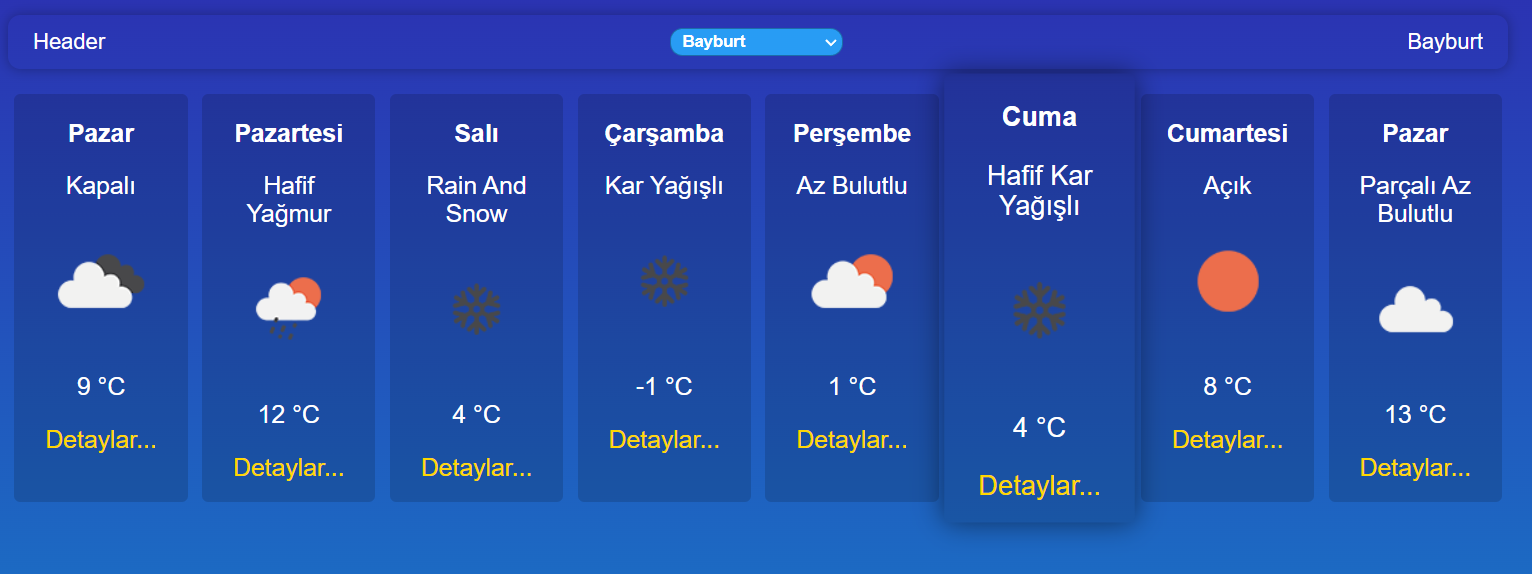 Header
Bayburt
Bayburt
Pazar
Kapalı
9 °C
Detaylar...
Pazartesi
Hafif
Yağmur
12 °C
Detaylar...
Salı
Rain And
Snow
4 °C
Detaylar...
Çarşamba
Kar Yağışlı
-1 °C
Detaylar...
Perşembe
Az Bulutlu
1 °C
Detaylar...
Cuma
Hafif Kar
Yağışlı
4 °C
Detaylar...
Cumartesi
Açık
8 °C
Detaylar...
Pazar
Parçalı Az
Bulutlu
13 °C
Detaylar...